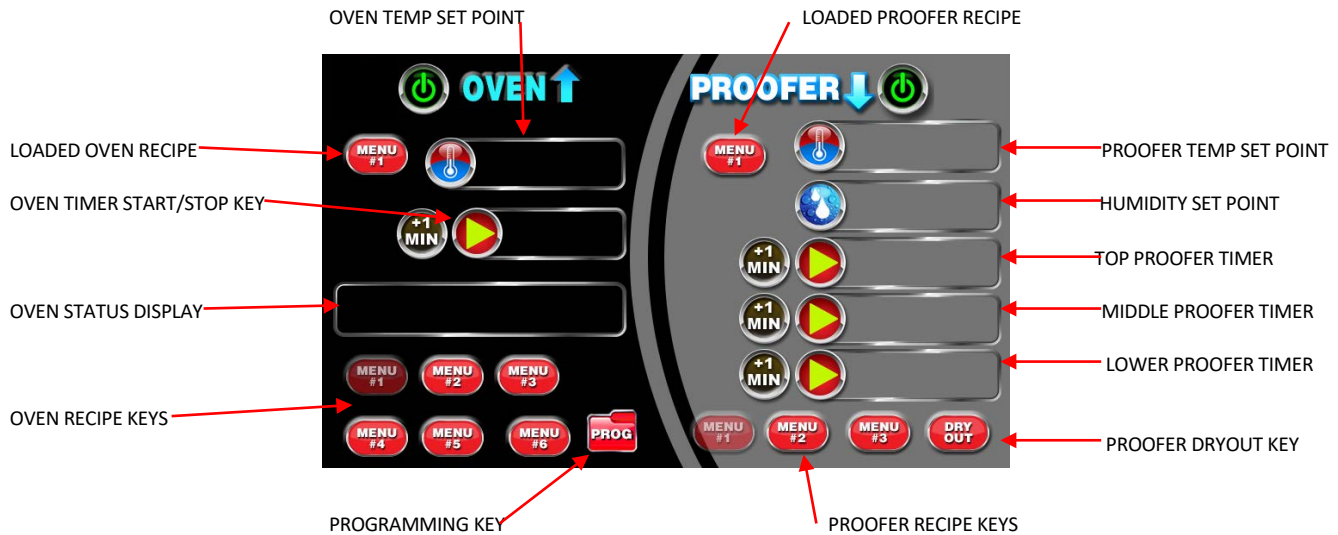 OVEN TEMP SET POINT
LOADED PROOFER RECIPE
OVEN
PROOFER
LOADED OVEN RECIPE
MENU
#1
MENU
#1
PROOFER TEMP SET POINT
OVEN TIMER START/STOP KEY
HUMIDITY SET POINT
+1
MIN
+1
MIN
TOP PROOFER TIMER
OVEN STATUS DISPLAY
+1
MIN
MIDDLE PROOFER TIMER
+1
MIN
LOWER PROOFER TIMER
MENU
#1
MENU
#2
MENU
#3
OVEN RECIPE KEYS
MENU
#4
MENU
#5
MENU
#6
PROG
MENU
#1
MENU
#2
MENU
#3
DRY
OUT
PROOFER DRYOUT KEY
PROGRAMMING KEY
PROOFER RECIPE KEYS